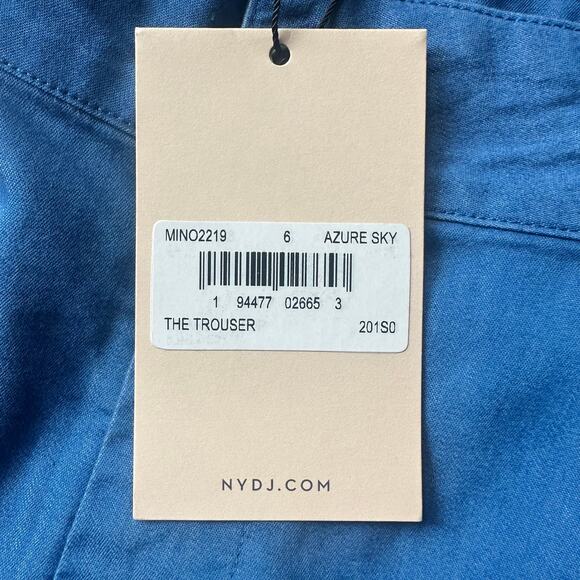 MINO2219 6 AZURE SKY
1 94477 02665 3
THE TROUSER 201S0
NYDJ.COM